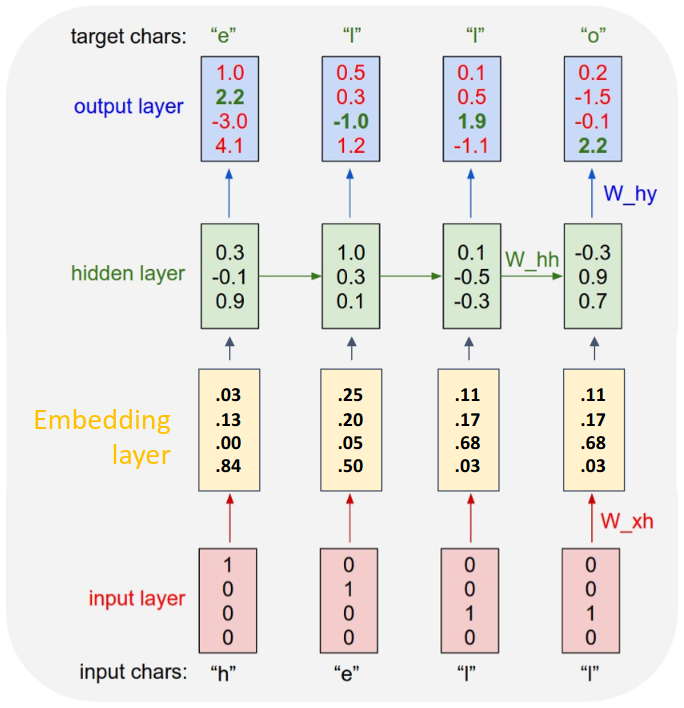 target chars: “e” “l” “l” “o”
1.0 0.5 0.1 0.2
2.2 0.3 0.5 -1.5
output layer
-3.0 -1.0 1.9 -0.1
4.1 1.2 -1.1 2.2
W_hy
0.3 1.0 0.1 -0.3
W_hh
hidden layer -0.1 0.3 -0.5 0.9
0.9 0.1 -0.3 0.7
.03 .25 .11 .11
Embedding .13 .20 .17 .17
layer .00 .05 .68 .68
.84 .50 .03 .03
W_xh
1 0 0 0
0 1 0 0
input layer
0 0 1 1
0 0 0 0
input chars: “h” “e” “l” “l”